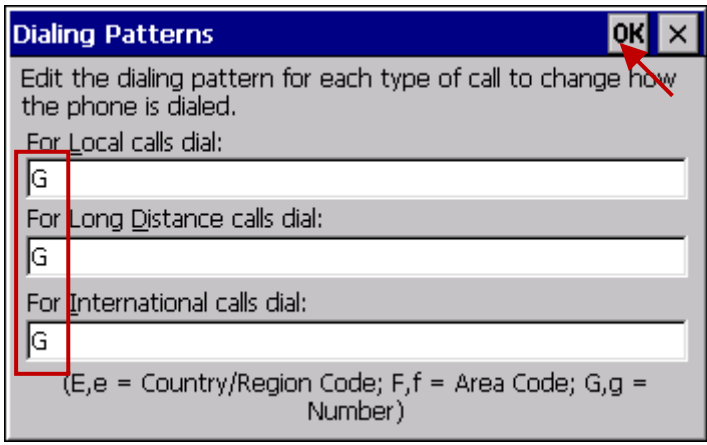 Dialing Patterns OK ×
Edit the dialing pattern for each type of call to change how
the phone is dialed.
For Local calls dial:
G
For Long Distance calls dial:
G
For International calls dial:
G
(E,e = Country/Region Code; F,f = Area Code; G,g =
Number)